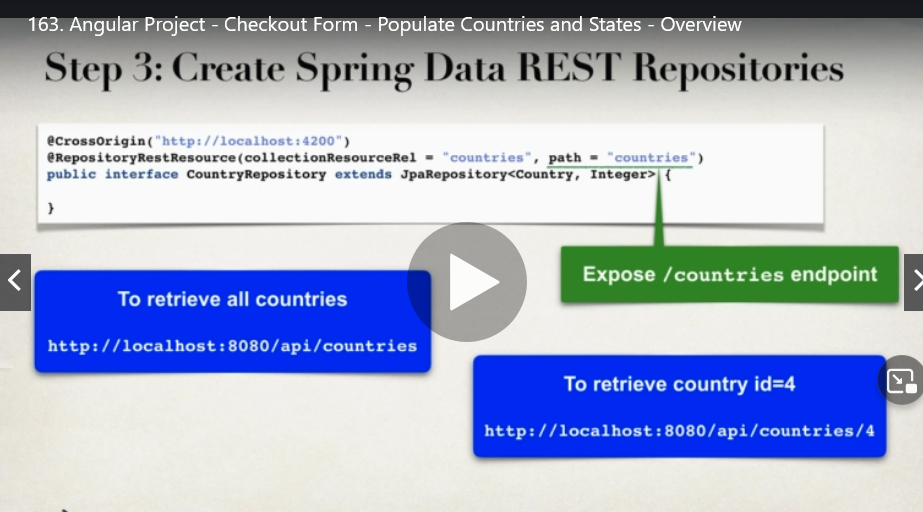 163. Angular Project - Checkout Form - Populate Countries and States - Overview
Step 3: Create Spring Data REST Repositories
@CrossOrigin("http://localhost:4200")
@RepositoryRestResource(collectionResourceRel = "countries", path = "countries")
public interface CountryRepository extends JpaRepository<Country, Integer> {
}
Expose /countries endpoint
To retrieve all countries
http://localhost:8080/api/countries
To retrieve country id=4
http://localhost:8080/api/countries/4